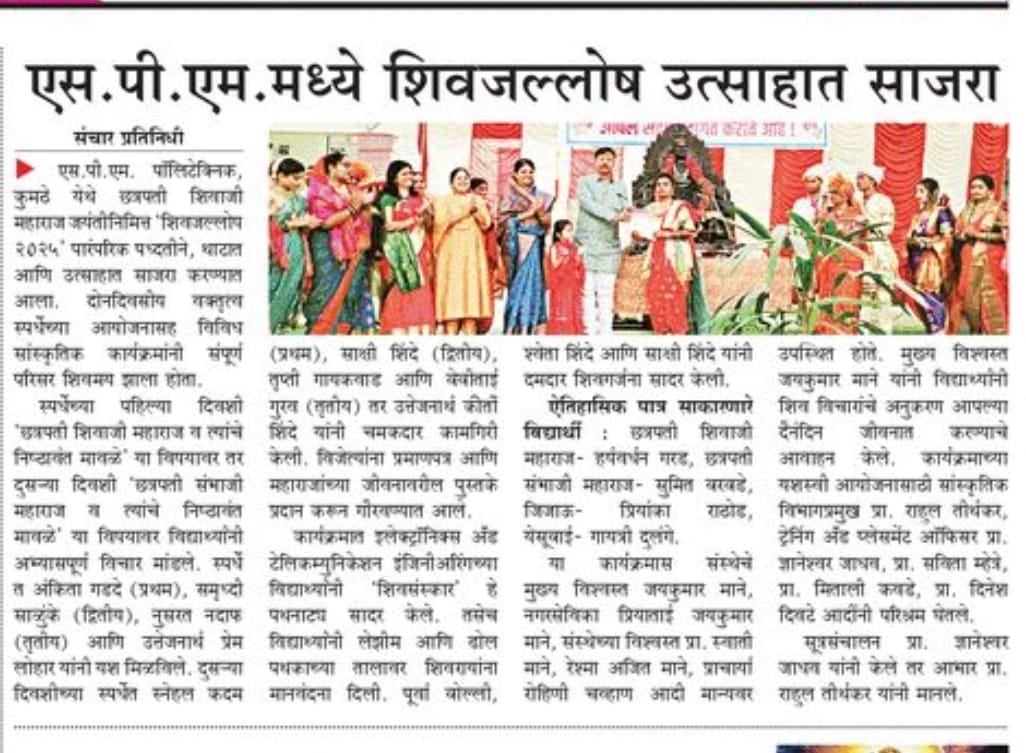 एस.पी.एम.मध्ये शिवजल्लोष उत्साहात साजरा
संचार प्रतिनिधी
एस.पी.एम. पॉलिटेक्निक,
कुमठे येथे छत्रपती शिवाजी
महाराज जयंतीनिमित्त 'शिवजल्लोष
२०२५' पारंपरिक पध्दतीने, थाटात
आणि उत्साहात साजरा करण्यात
आला. दोनदिवसीय वक्तृत्व
स्पर्धेच्या आयोजनासह विविध
सांस्कृतिक कार्यक्रमांनी संपूर्ण
परिसर शिवमय झाला होता.
स्पर्धेच्या पहिल्या दिवशी
'छत्रपती शिवाजी महाराज व त्यांचे
निष्ठावंत मावळे' या विषयावर तर
दुसऱ्या दिवशी 'छत्रपती संभाजी
महाराज व त्यांचे निष्ठावंत
मावळे' या विषयावर विद्यार्थ्यांनी
अभ्यासपूर्ण विचार मांडले. स्पर्धे
त अंकिता गडदे (प्रथम), समृध्दी
साळुंके (द्वितीय), नुसरत नदाफ
(तृतीय) आणि उत्तेजनार्थ प्रेम
लोहार यांनी यश मिळविले. दुसऱ्या
दिवशीच्या स्पर्धेत स्नेहल कदम
(प्रथम), साक्षी शिंदे (द्वितीय),
तृप्ती गायकवाड आणि बेबीताई
गुरव (तृतीय) तर उत्तेजनार्थ कीर्ती
शिंदे यांनी चमकदार कामगिरी
केली. विजेत्यांना प्रमाणपत्र आणि
महाराजांच्या जीवनावरील पुस्तके
प्रदान करून गौरवण्यात आले.
कार्यक्रमात इलेक्ट्रॉनिक्स अँड
टेलिकम्युनिकेशन इंजिनीअरिंगच्या
विद्यार्थ्यांनी 'शिवसंस्कार' हे
पथनाट्य सादर केले. तसेच
विद्यार्थ्यांनी लेझीम आणि ढोल
पथकाच्या तालावर शिवरायांना
मानवंदना दिली. पूर्वा बोल्ली,
श्वेता शिंदे आणि साक्षी शिंदे यांनी
दमदार शिवगर्जना सादर केली.
ऐतिहासिक पात्र साकारणारे
विद्यार्थी : छत्रपती शिवाजी
महाराज- हर्षवर्धन गरड, छत्रपती
संभाजी महाराज- सुमित बरबडे,
जिजाऊ- प्रियांका राठोड,
येसूबाई- गायत्री दुलंगे.
या कार्यक्रमास संस्थेचे
मुख्य विश्वस्त जयकुमार माने,
नगरसेविका प्रियाताई जयकुमार
माने, संस्थेच्या विश्वस्त प्रा. स्वाती
माने, रेश्मा अजित माने, प्राचार्या
रोहिणी चव्हाण आदी मान्यवर
उपस्थित होते. मुख्य विश्वस्त
जयकुमार माने यांनी विद्यार्थ्यांनी
शिव विचारांचे अनुकरण आपल्या
दैनंदिन जीवनात करण्याचे
आवाहन केले. कार्यक्रमाच्या
यशस्वी आयोजनासाठी सांस्कृतिक
विभागप्रमुख प्रा. राहुल तीर्थकर,
ट्रेनिंग अँड प्लेसमेंट ऑफिसर प्रा.
ज्ञानेश्वर जाधव, प्रा. सविता म्हेत्रे,
प्रा. मिताली कवडे, प्रा. दिनेश
दिवटे आदींनी परिश्रम घेतले.
सूत्रसंचालन प्रा. ज्ञानेश्वर
जाधव यांनी केले तर आभार प्रा.
राहुल तीर्थकर यांनी मानले.